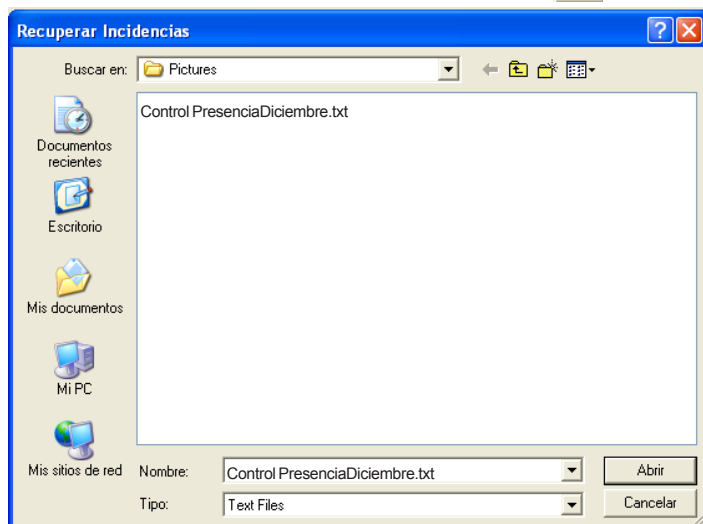 Recuperar Incidencias
Buscar en: Pictures
Control PresenciaDiciembre.txt
Documentos
recientes
Escritorio
Mis documentos
Mi PC
Mis sitios de red
Nombre: Control PresenciaDiciembre.txt
Abrir
Tipo: Text Files
Cancelar